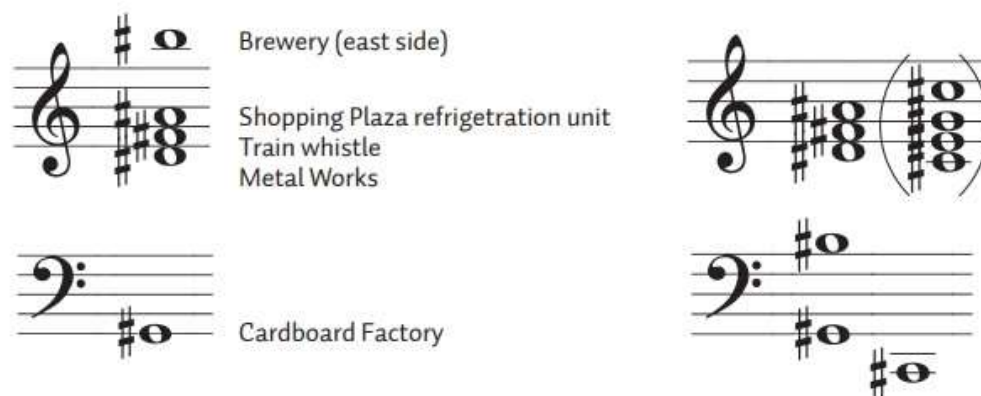 Brewery (east side)
Shopping Plaza refrigetration unit
Train whistle
Metal Works
Cardboard Factory